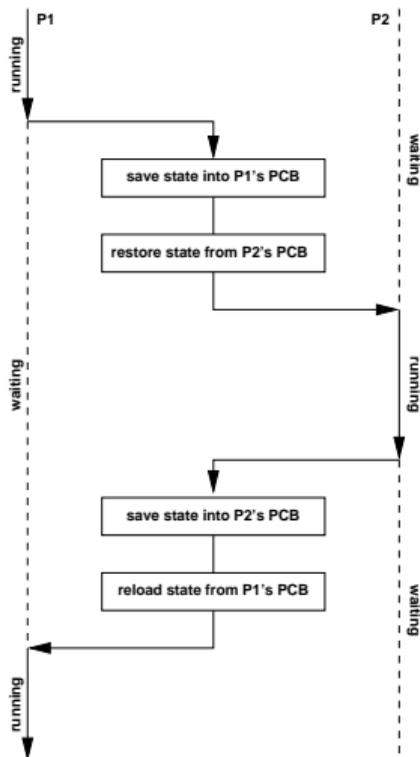 P1
P2
running
waiting
save state into P1's PCB
restore state from P2's PCB
waiting
running
save state into P2's PCB
reload state from P1's PCB
waiting
running